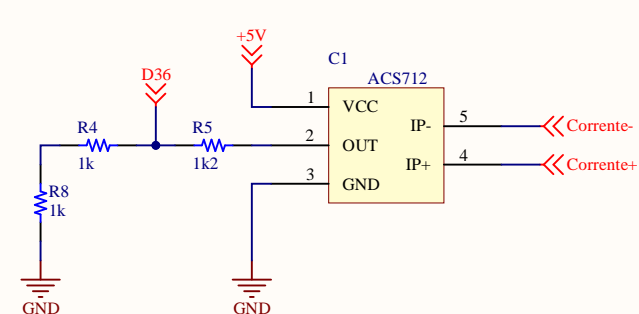 +5V
C1
D36
ACS712
1
VCC
R4
R5
IP-
5
Corrente-
2
OUT
1k
1k2
IP+
4
Corrente+
3
GND
R8
1k
GND
GND